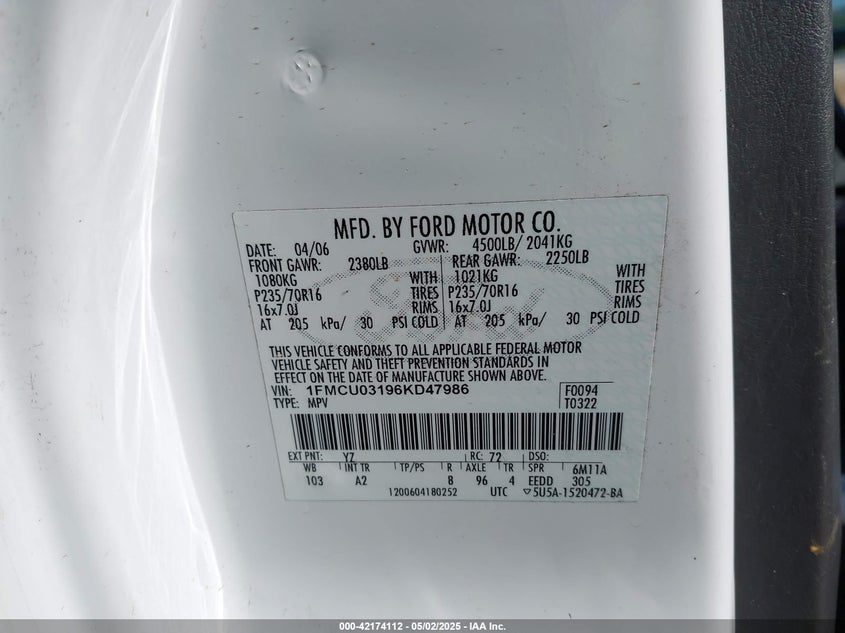 MFD. BY FORD MOTOR CO.
DATE: 04/06 GVWR: 4500LB/ 2041KG
FRONT GAWR: 2380LB REAR GAWR: 2250LB
1080KG WITH 1021KG WITH
P235/70R16 TIRES P235/70R16 TIRES
16x7.0J RIMS 16x7.0J RIMS
AT 205 kPa/ 30 PSI COLD AT 205 kPa/ 30 PSI COLD
THIS VEHICLE CONFORMS TO ALL APPLICABLE FEDERAL MOTOR
VEHICLE SAFETY AND THEFT PREVENTION STANDARDS IN
EFFECT ON THE DATE OF MANUFACTURE SHOWN ABOVE.
VIN: 1FMCU03196KD47986 F0094
TYPE: MPV T0322
EXT PNT: YZ RC: 72 DSO:
WB INT TR TP/PS R AXLE TR SPR 6M11A
103 A2 B 96 4 EEDD 305
1200604180252 UTC ▽5U5A-1520472-BA
000-42174112 - 05/02/2025 - IAA Inc.